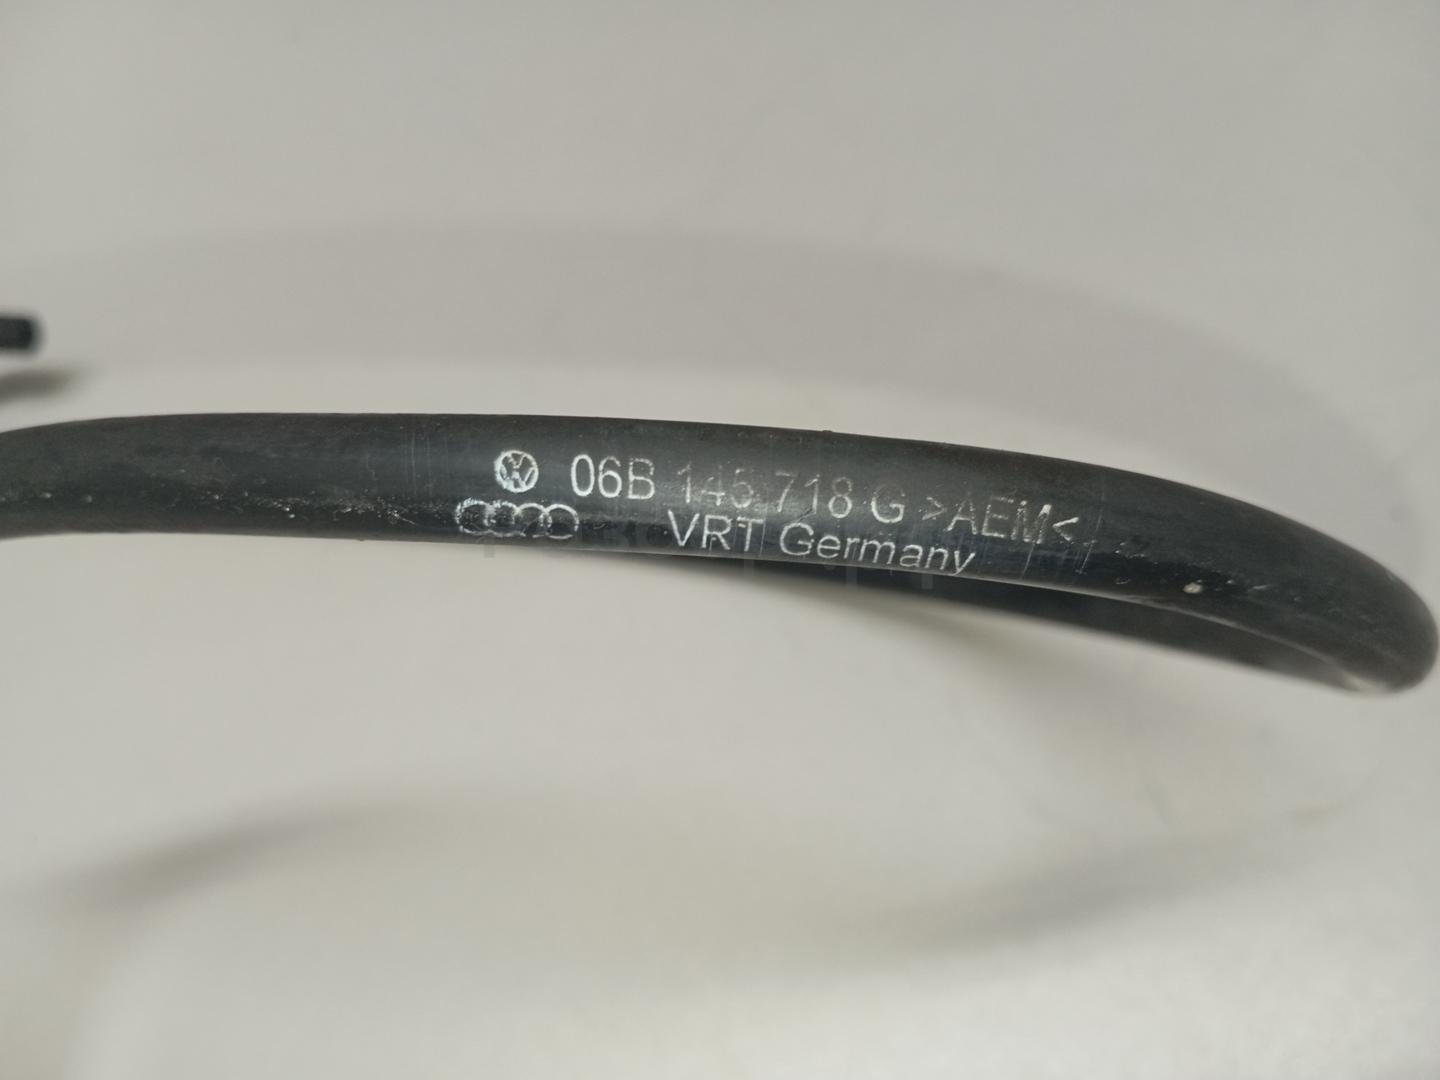 06B 145 718 G >AEM<
VRT Germany